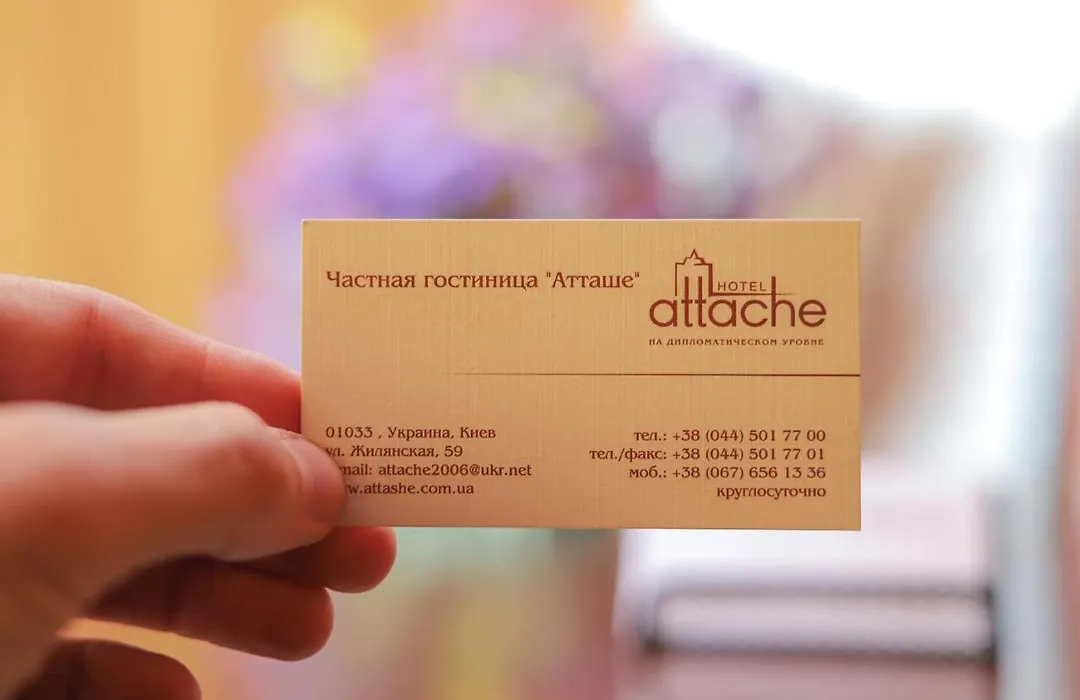 Частная гостиница "Атташе"
HOTEL
attache
НА ДИПЛОМАТИЧЕСКОМ УРОВНЕ
01033 , Украина, Киев
ул. Жилянская, 59
mail: attache2006@ukr.net
w.attashe.com.ua
тел.: +38 (044) 501 77 00
тел./факс: +38 (044) 501 77 01
моб.: +38 (067) 656 13 36
круглосуточно